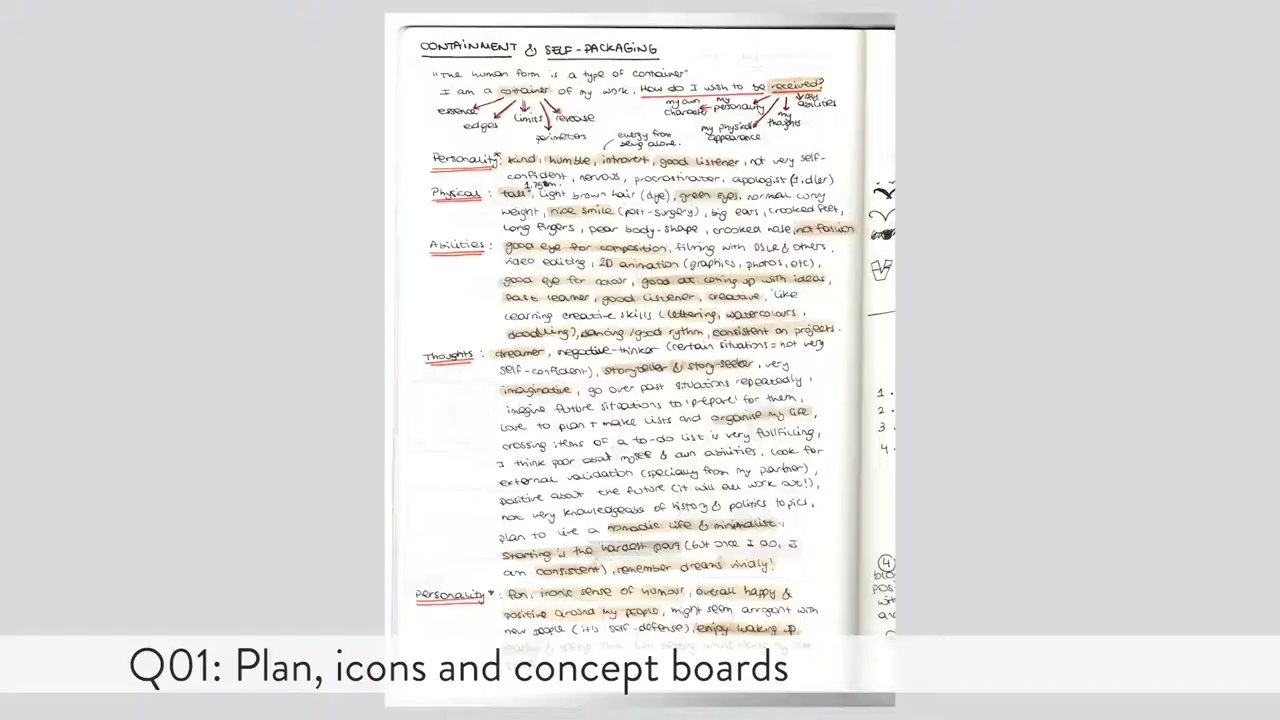 CONTAINMENT & SELF-PACKAGING
"The human form is a type of container"
I am a container of my work. How do I wish to be received?
essence
edges
limits
release
perimeters
my own character
my personality
my physical appearance
my thoughts
my abilities
energy from being alone.
Personality*: kind, humble, introvert, good listener, not very self-
confident, nervous, procrastinator, apologist (fidler)
Physical: tall, light brown hair (dye), green eyes, normal curvy
weight, nice smile (post-surgery), big ears, crooked feet,
long fingers, pear body-shape, crooked nose, not fashion
Abilities: good eye for composition, filming with DSLR & others,
video editing, 2D animation (graphics, photos, etc),
good eye for colour, good at coming up with ideas,
fast learner, good listener, creative, like
learning creative skills (lettering, watercolours,
doodling), dancing/good rythm, consistent on projects.
Thoughts: dreamer, negative-thinker (certain situations = not very
self-confident), storyteller & story-seeker, very
imaginative, go over past situations repeatedly,
imagine future situations to 'prepare' for them,
love to plan + make lists and organise my life,
crossing items of a to-do list is very fullfilling,
I think poor about myself & own abilities. Look for
external validation (specially from my partner),
positive about the future (it will all work out!),
not very knowledgeable of history & politics topics,
plan to live a nomadic life & minimalist,
starting is the hardest part (but once I do, I
am consistent), remember dreams vividly!
Personality*: fun, ironic sense of humour, overall happy &
positive around my people, might seem arrogant with
new people (it's self-defense), enjoy waking up
1
2
3
4
4
Q01: Plan, icons and concept boards